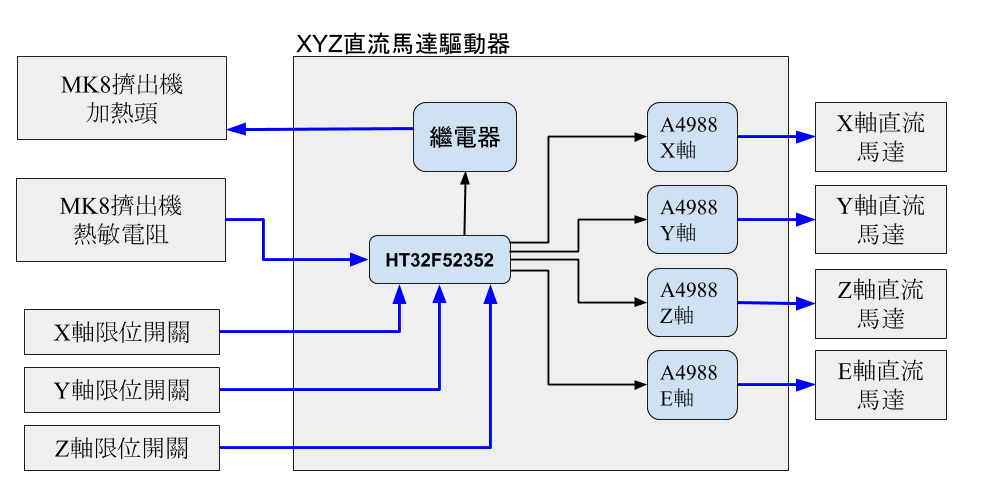 XYZ直流馬達驅動器
MK8擠出機
加熱頭
MK8擠出機
熱敏電阻
X軸限位開關
Y軸限位開關
Z軸限位開關
繼電器
HT32F52352
A4988
X軸
A4988
Y軸
A4988
Z軸
A4988
E軸
X軸直流
馬達
Y軸直流
馬達
Z軸直流
馬達
E軸直流
馬達